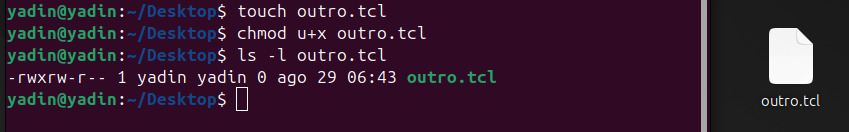 yadin@yadin:~/Desktop$ touch outro.tcl
yadin@yadin:~/Desktop$ chmod u+x outro.tcl
yadin@yadin:~/Desktop$ ls -l outro.tcl
-rwxrw-r-- 1 yadin yadin 0 ago 29 06:43 outro.tcl
yadin@yadin:~/Desktop$
outro.tcl